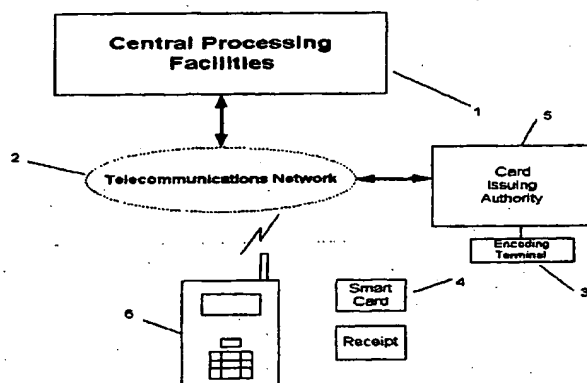 Central Processing
Facilities
1
5
2
Telecommunications Network
Card
Issuing
Authority
Encoding
Terminal
3
4
Smart
Card
6
Receipt